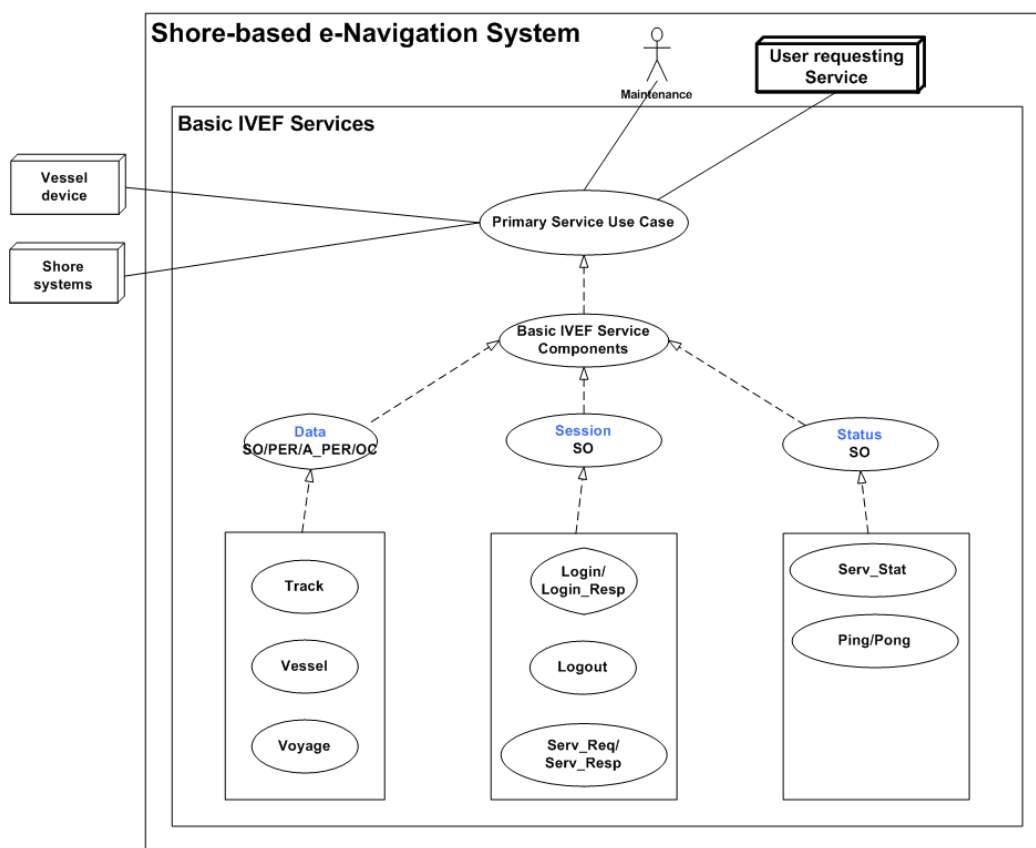 Shore-based e-Navigation System
Maintenance
User requesting
Service
Basic IVEF Services
Vessel
device
Shore
systems
Primary Service Use Case
Basic IVEF Service
Components
Data
SO/PER/A_PER/OC
Session
SO
Status
SO
Track
Vessel
Voyage
Login/
Login_Resp
Logout
Serv_Req/
Serv_Resp
Serv_Stat
Ping/Pong